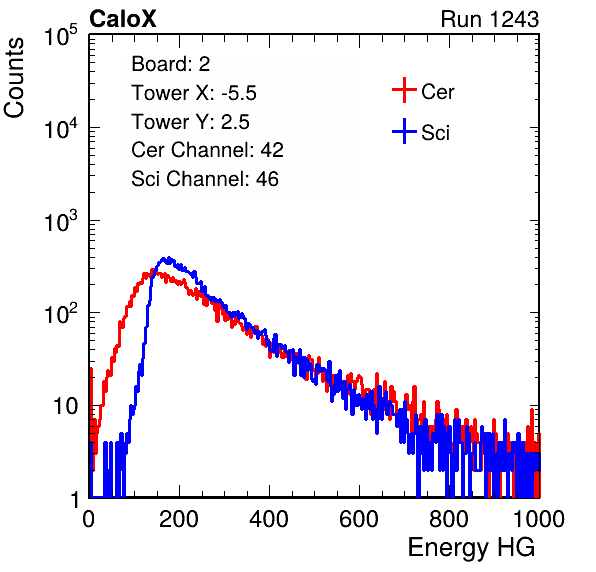 CaloX
Run 1243
Counts
10^5
10^4
10^3
10^2
10
1
Board: 2
Tower X: -5.5
Tower Y: 2.5
Cer Channel: 42
Sci Channel: 46
Cer
Sci
0 200 400 600 800 1000
Energy HG